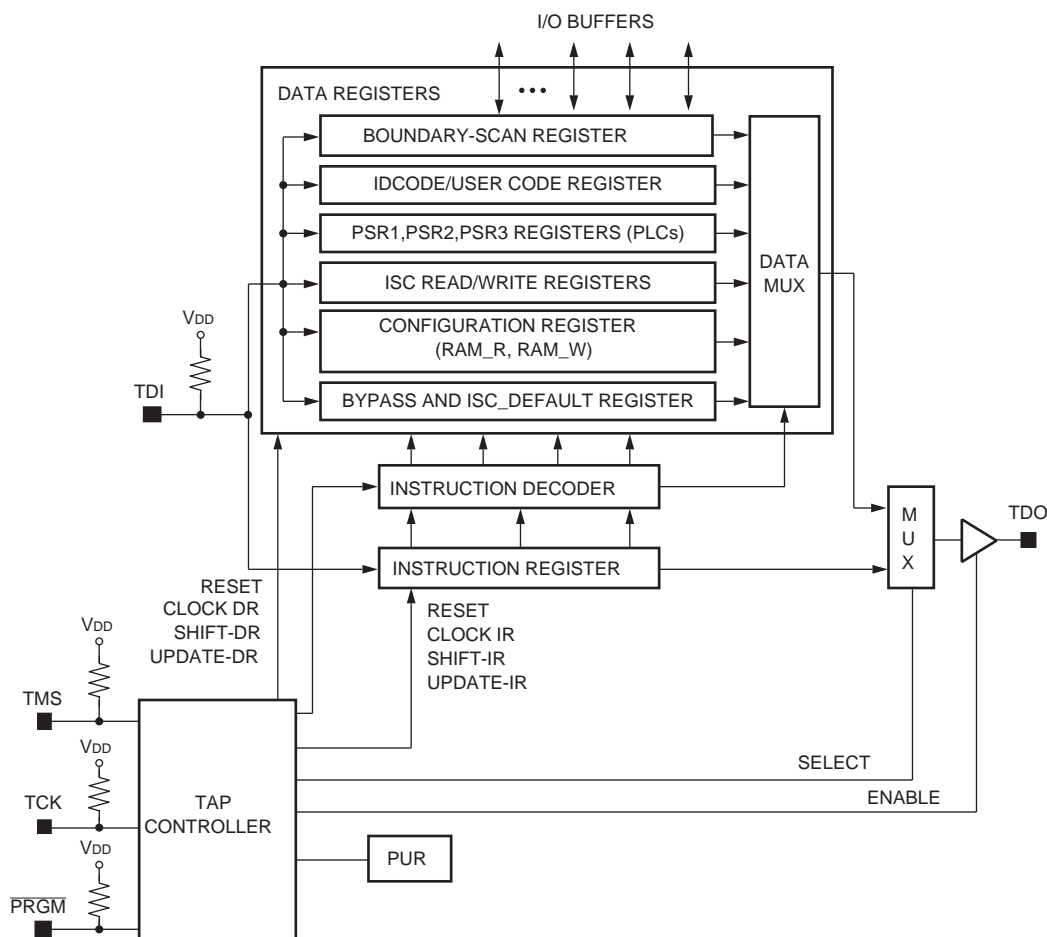 I/O BUFFERS
DATA REGISTERS
•••
BOUNDARY-SCAN REGISTER
IDCODE/USER CODE REGISTER
PSR1,PSR2,PSR3 REGISTERS (PLCs)
ISC READ/WRITE REGISTERS
CONFIGURATION REGISTER
(RAM_R, RAM_W)
BYPASS AND ISC_DEFAULT REGISTER
DATA
MUX
VDD
TDI
INSTRUCTION DECODER
INSTRUCTION REGISTER
M
U
X
TDO
RESET
CLOCK DR
SHIFT-DR
UPDATE-DR
RESET
CLOCK IR
SHIFT-IR
UPDATE-IR
VDD
TMS
VDD
TCK
VDD
PRGM
TAP
CONTROLLER
SELECT
ENABLE
PUR